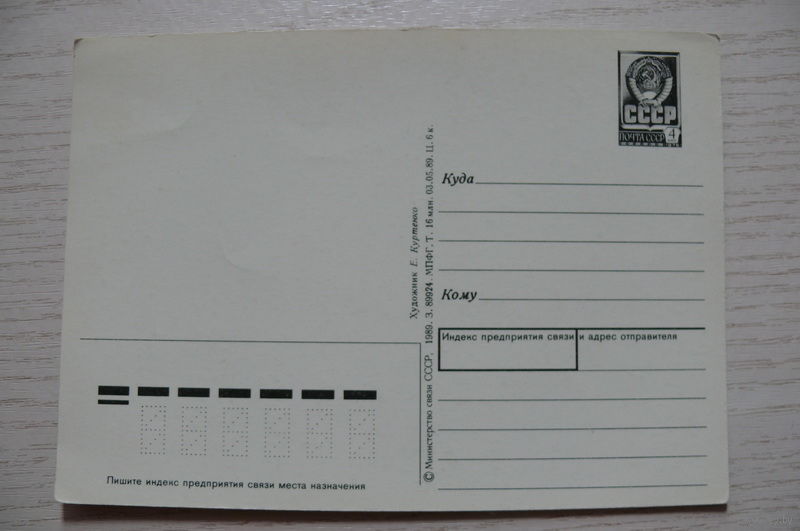 СССР
ПОЧТА СССР 4
Куда
Кому
Индекс предприятия связи и адрес отправителя
Художник Е. Куртенко
© Министерство связи СССР, 1989. З. 89924. МПФГ. Т. 16 млн. 03.05.89. Ц. 6 к.
Пишите индекс предприятия связи места назначения